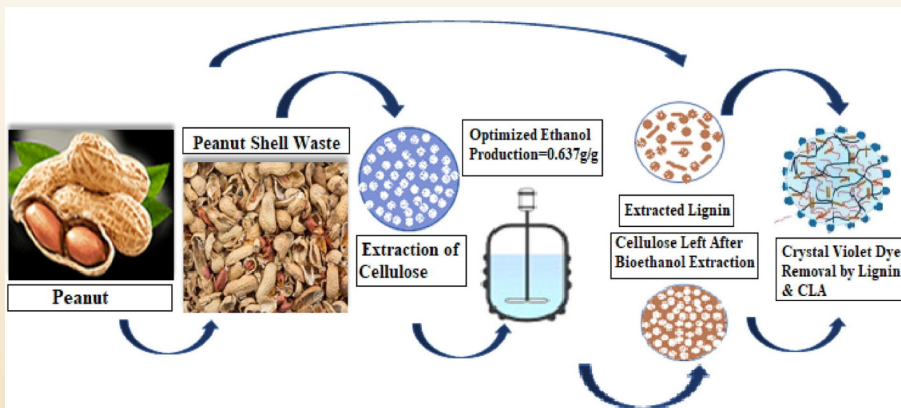 Peanut
Peanut Shell Waste
Extraction of
Cellulose
Optimized Ethanol
Production=0.637g/g
Extracted Lignin
Cellulose Left After
Bioethanol Extraction
Crystal Violet Dye
Removal by Lignin
& CLA